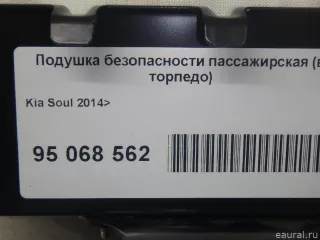 Подушка безопасности пассажирская (в
торпедо)
Kia Soul 2014>
95 068 562
eaural.ru